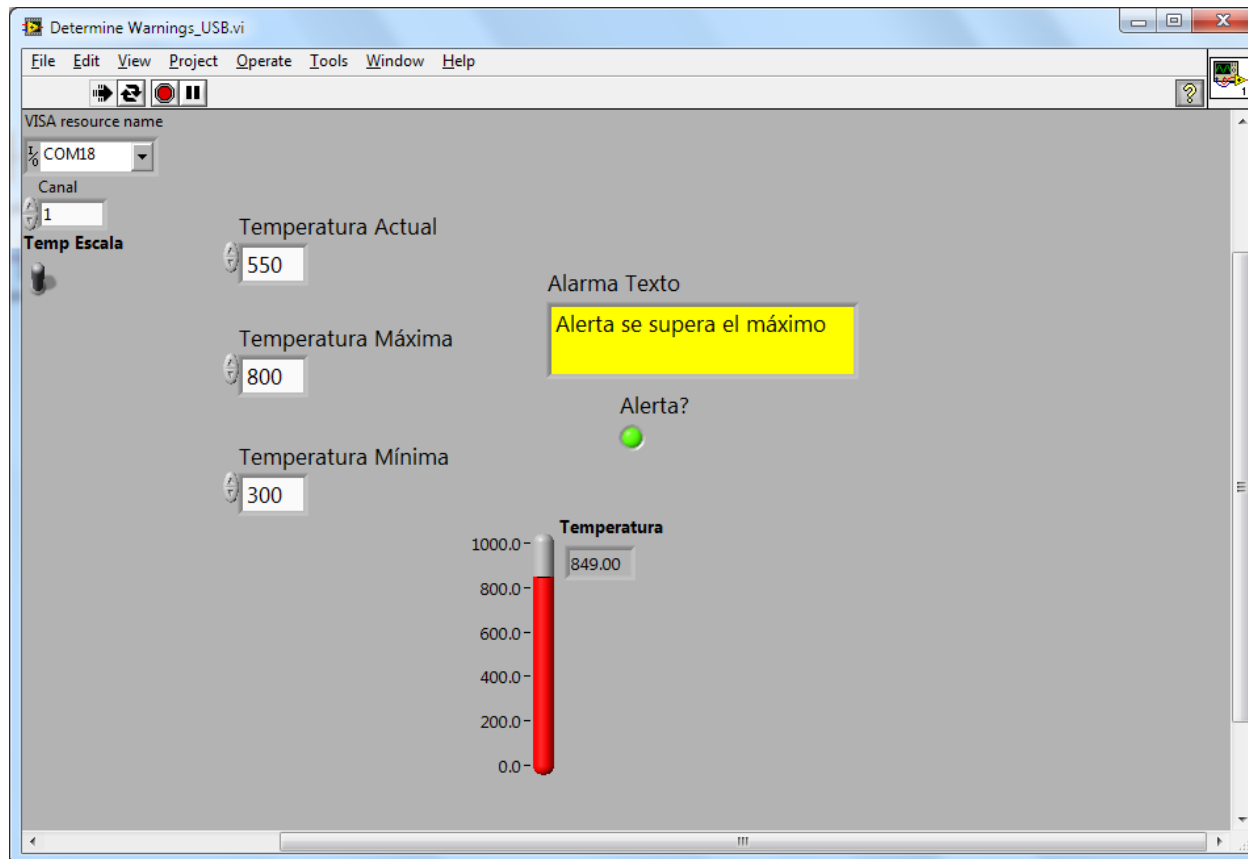 Determine Warnings_USB.vi
File Edit View Project Operate Tools Window Help
VISA resource name
I/O COM18
Canal
1
Temp Escala
Temperatura Actual
550
Alarma Texto
Alerta se supera el máximo
Temperatura Máxima
800
Alerta?
Temperatura Mínima
300
Temperatura
849.00
1000.0
800.0
600.0
400.0
200.0
0.0
1